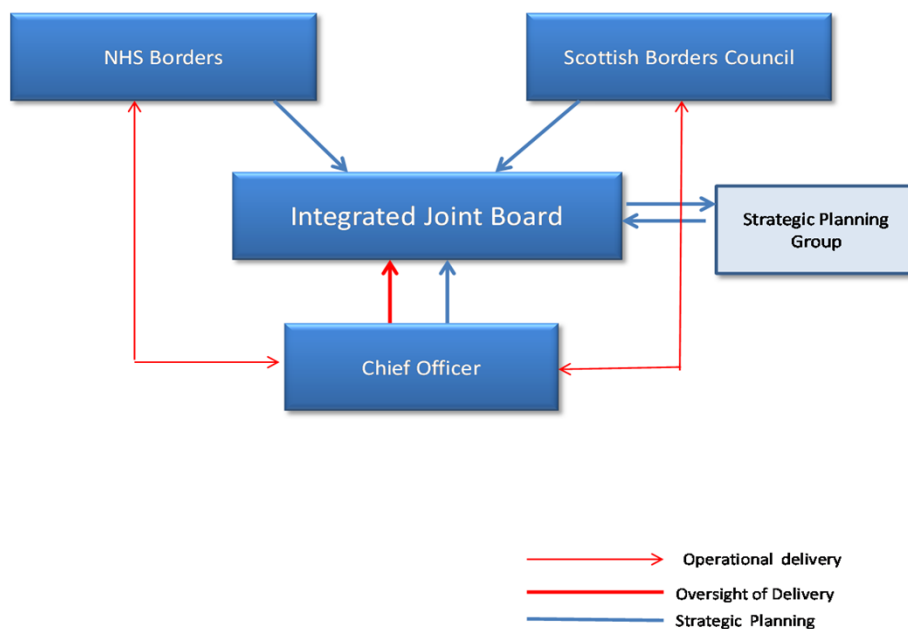 NHS Borders
Scottish Borders Council
Integrated Joint Board
Strategic Planning
Group
Chief Officer
Operational delivery
Oversight of Delivery
Strategic Planning